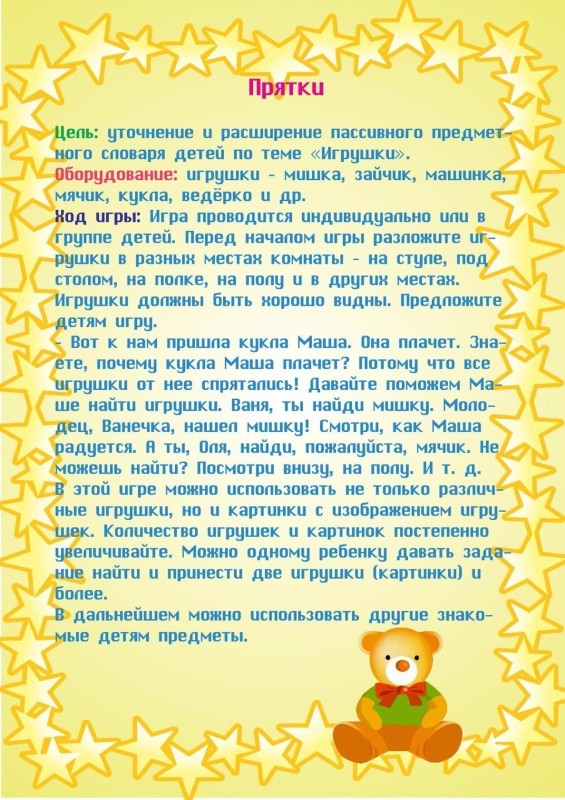 Прятки
Цель: уточнение и расширение пассивного предмет-
ного словаря детей по теме «Игрушки».
Оборудование: игрушки - мишка, зайчик, машинка,
мячик, кукла, ведёрко и др.
Ход игры: Игра проводится индивидуально или в
группе детей. Перед началом игры разложите иг-
рушки в разных местах комнаты - на стуле, под
столом, на полке, на полу и в других местах.
Игрушки должны быть хорошо видны. Предложите
детям игру.
- Вот к нам пришла кукла Маша. Она плачет. Зна-
ете, почему кукла Маша плачет? Потому что все
игрушки от нее спрятались! Давайте поможем Ма-
ше найти игрушки. Ваня, ты найди мишку. Моло-
дец, Ванечка, нашел мишку! Смотри, как Маша
радуется. А ты, Оля, найди, пожалуйста, мячик. Не
можешь найти? Посмотри внизу, на полу. И т. д.
В этой игре можно использовать не только различ-
ные игрушки, но и картинки с изображением игру-
шек. Количество игрушек и картинок постепенно
увеличивайте. Можно одному ребенку давать зада-
ние найти и принести две игрушки (картинки) и
более.
В дальнейшем можно использовать другие знако-
мые детям предметы.